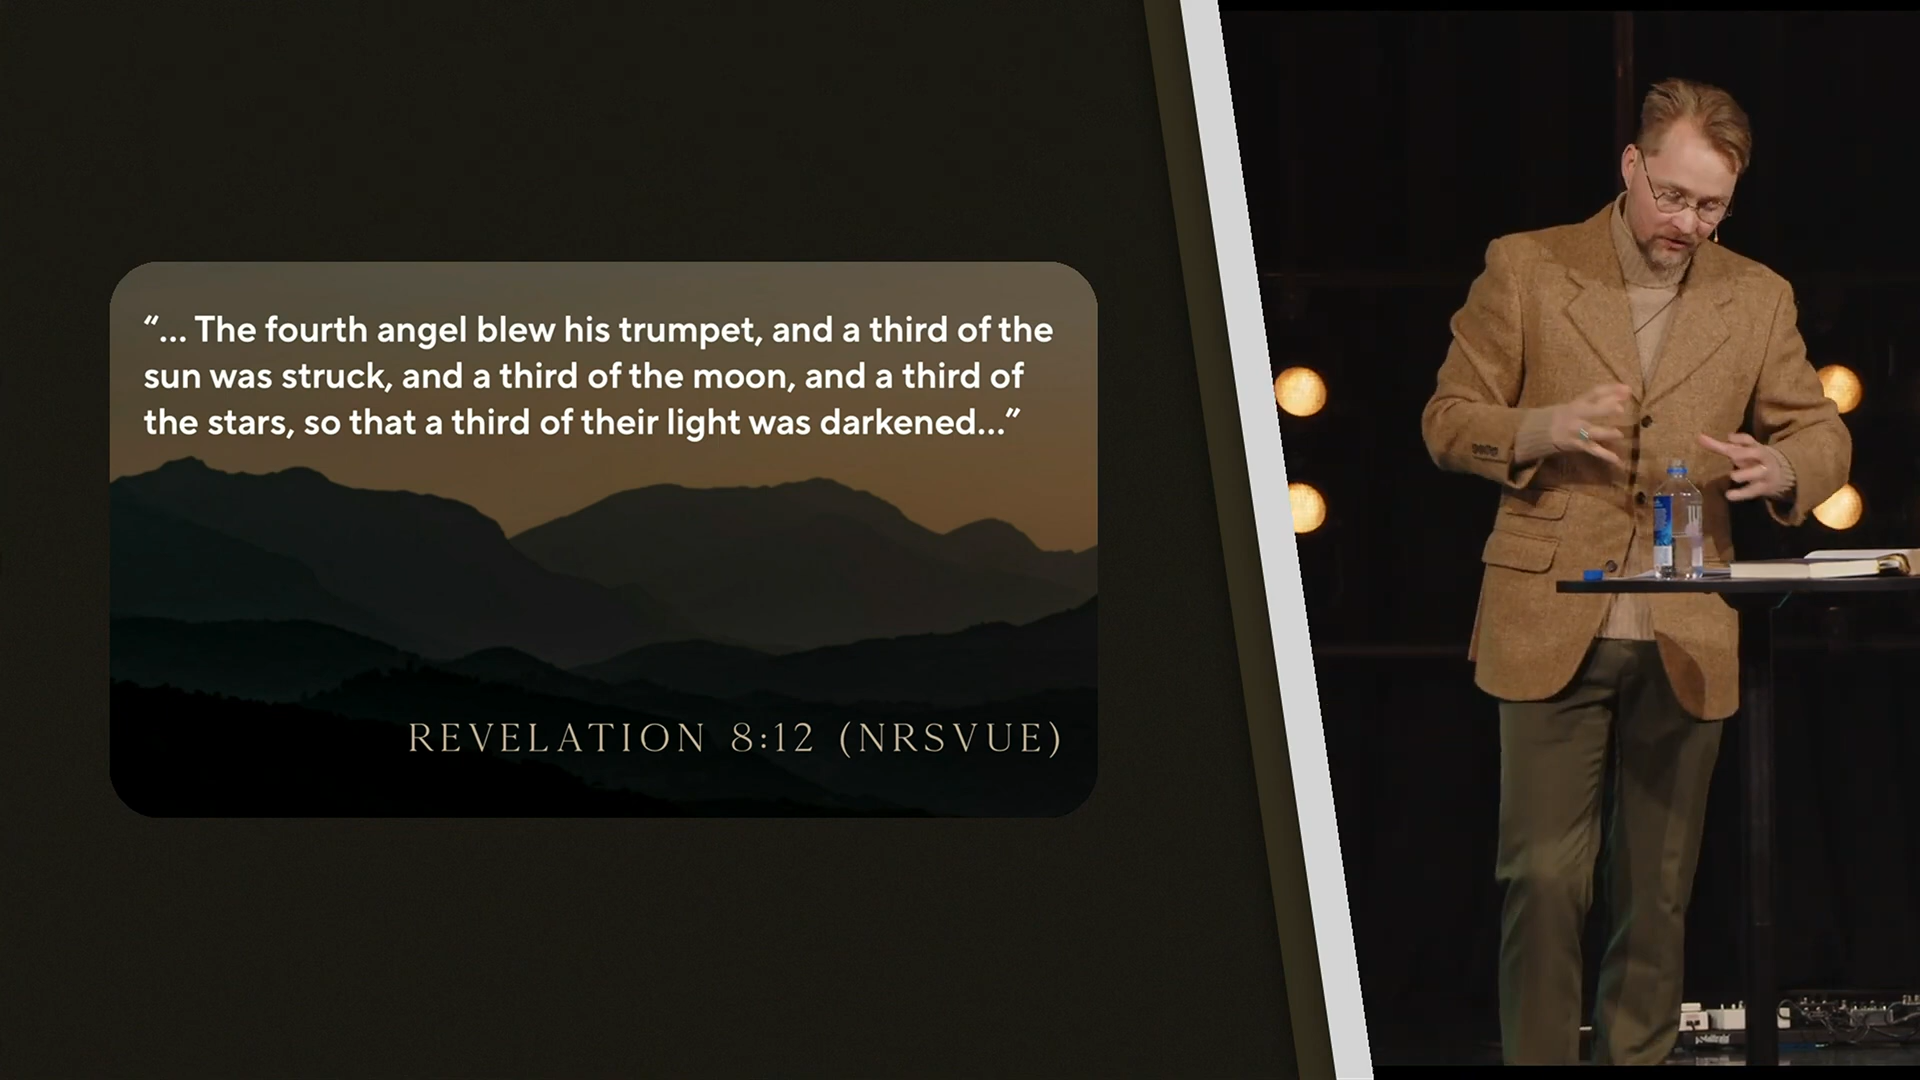 “... The fourth angel blew his trumpet, and a third of the
sun was struck, and a third of the moon, and a third of
the stars, so that a third of their light was darkened...”
REVELATION 8:12 (NRSVUE)